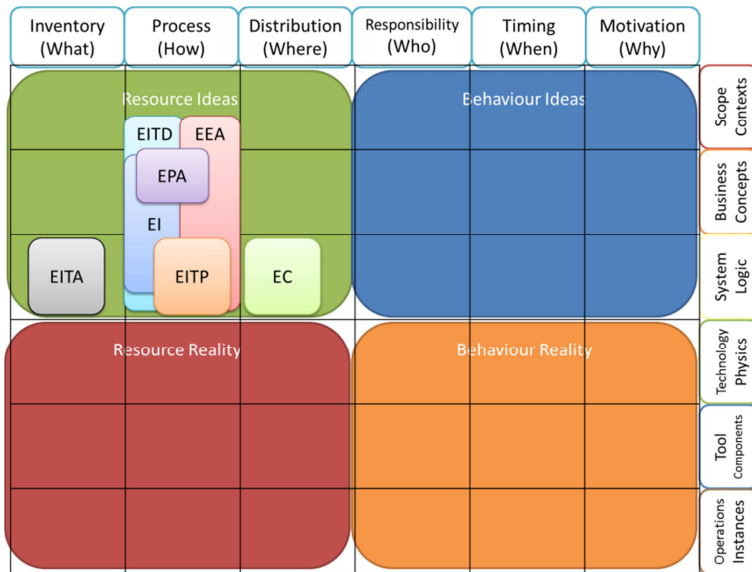 Inventory
(What)
Process
(How)
Distribution
(Where)
Responsibility
(Who)
Timing
(When)
Motivation
(Why)
Resource Ideas
Behaviour Ideas
Scope
Contexts
EITD
EEA
EPA
Business
Concepts
EI
EITA
EITP
EC
System
Logic
Resource Reality
Behaviour Reality
Technology
Physics
Tool
Components
Operations
Instances